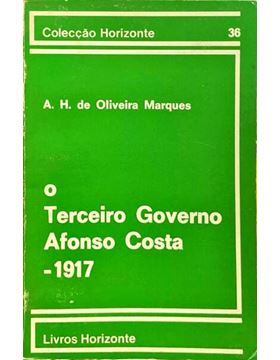 Colecção Horizonte 36
A. H. de Oliveira Marques
o
Terceiro Governo
Afonso Costa
-1917
Livros Horizonte